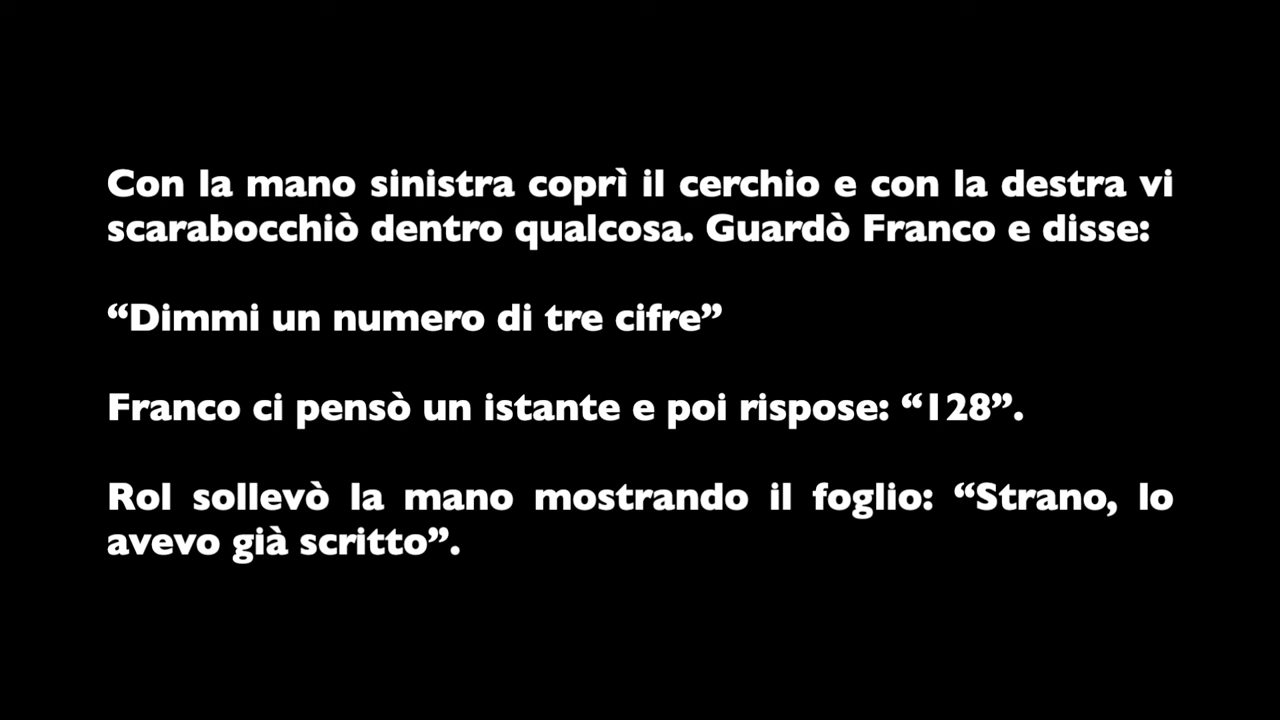 Con la mano sinistra coprì il cerchio e con la destra vi
scarabocchiò dentro qualcosa. Guardò Franco e disse:
“Dimmi un numero di tre cifre”
Franco ci pensò un istante e poi rispose: “128”.
Rol sollevò la mano mostrando il foglio: “Strano, lo
avevo già scritto”.